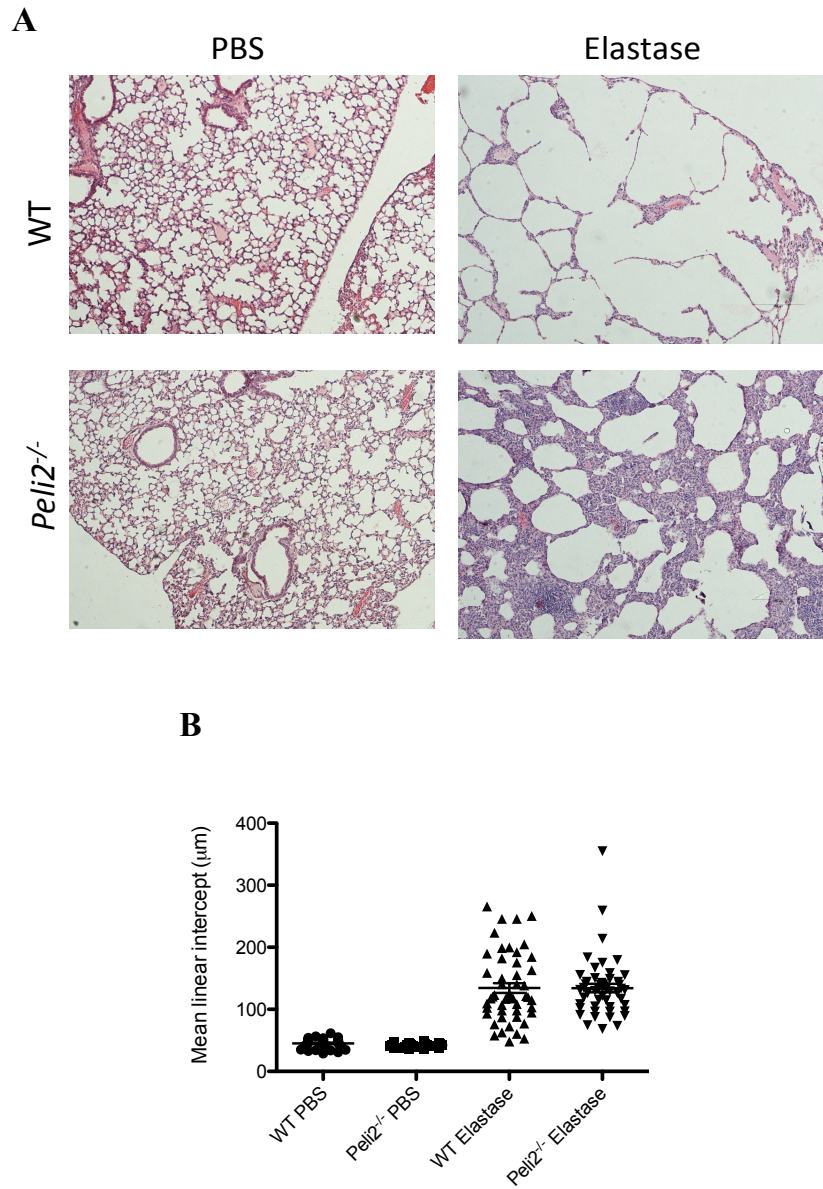 A
PBS Elastase
WT
Peli2-/-
B
Mean linear intercept (μm)
400
300
200
100
0
WT PBS
Peli2-/- PBS
WT Elastase
Peli2-/- Elastase